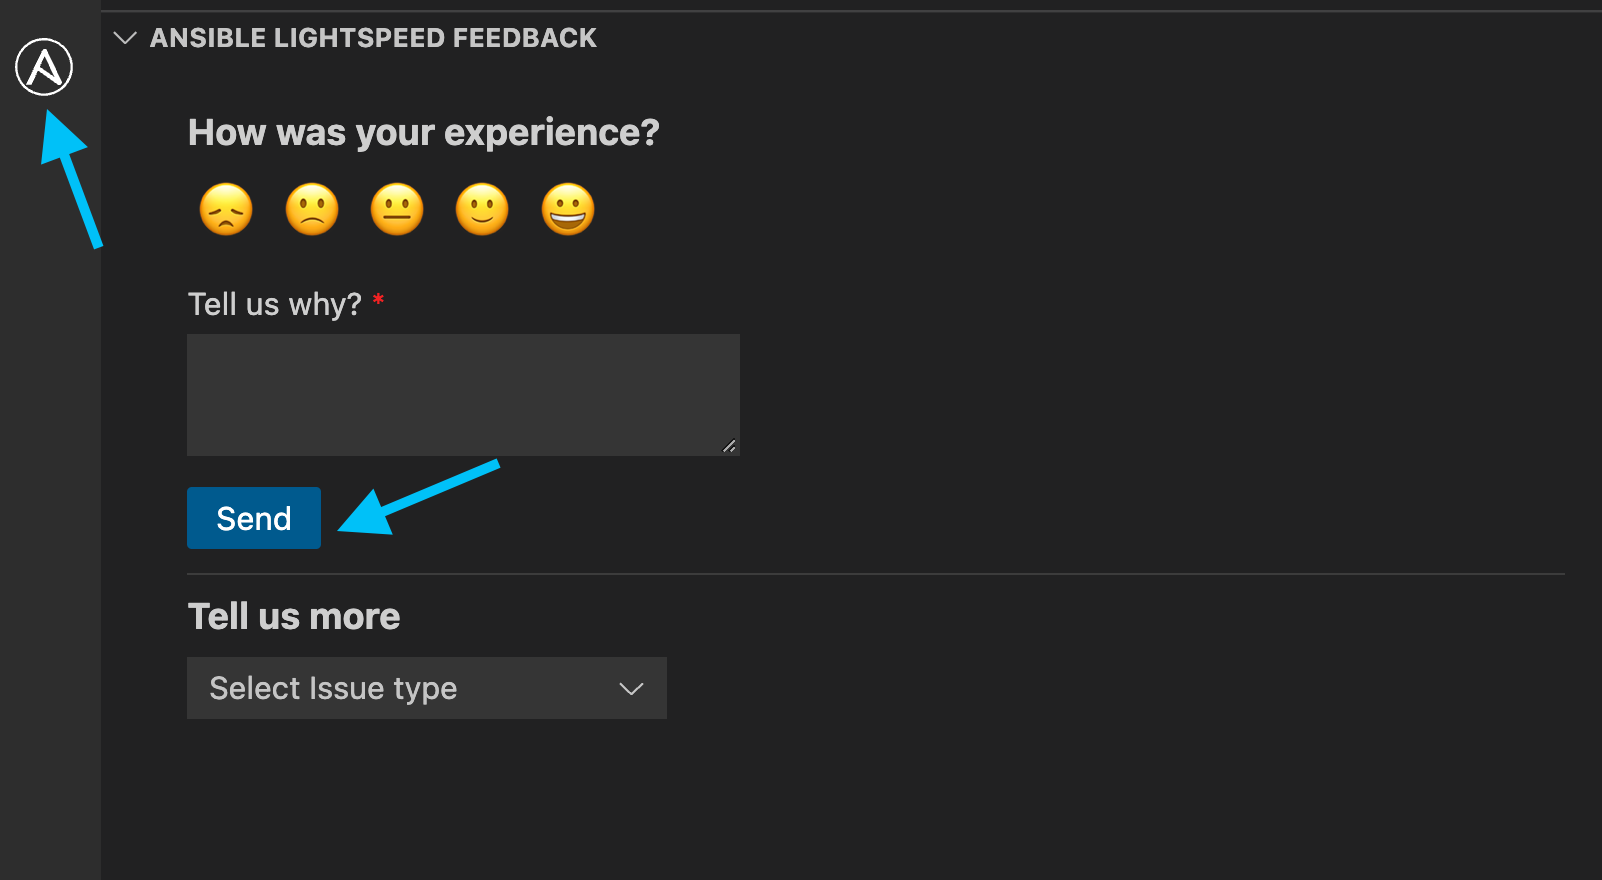 ANSIBLE LIGHTSPEED FEEDBACK
How was your experience?
Tell us why? *
Send
Tell us more
Select Issue type